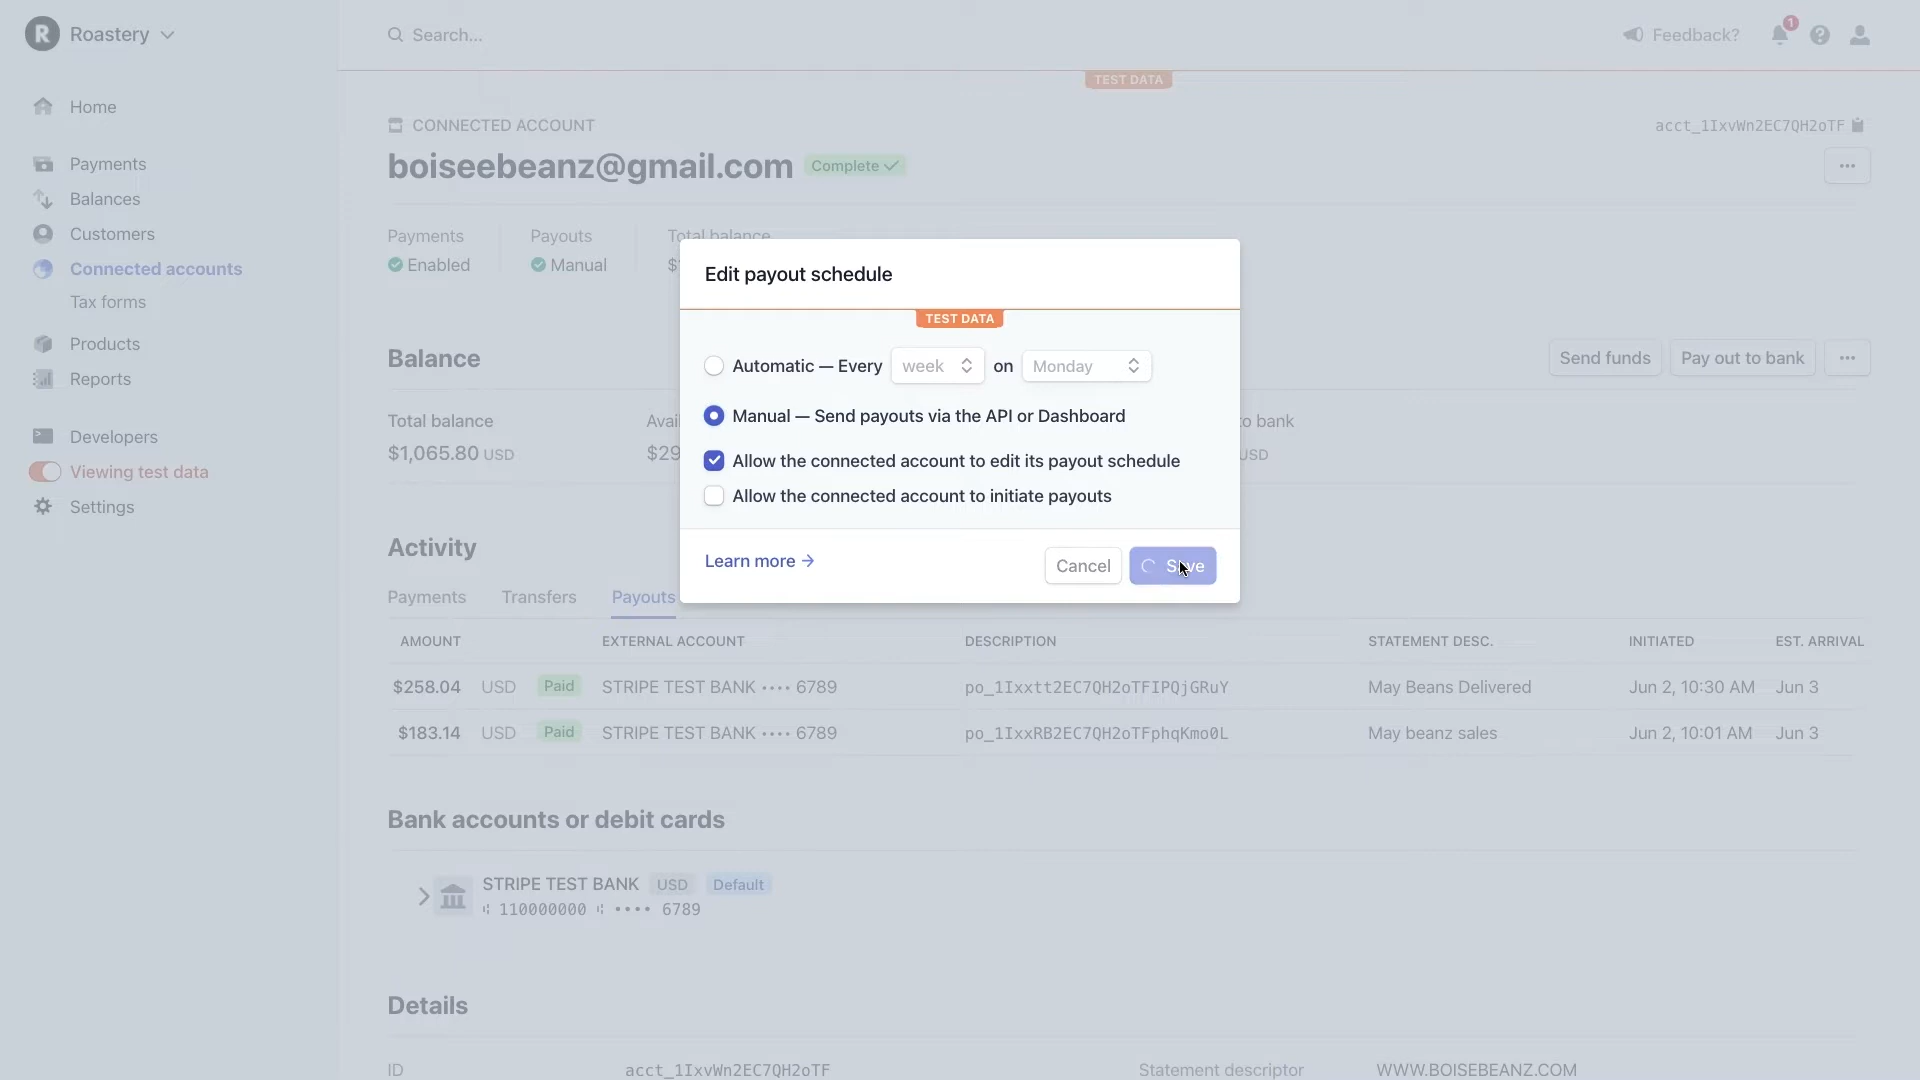 R Roastery
Search...
Feedback?
1
TEST DATA
Home
Payments
Balances
Customers
Connected accounts
Tax forms
Products
Reports
Developers
Viewing test data
Settings
CONNECTED ACCOUNT
acct_1IxvWn2EC7QH2oTF
boiseebeanz@gmail.com Complete
Payments Payouts Total balance
Enabled Manual
Edit payout schedule
TEST DATA
Automatic — Every week on Monday
Manual — Send payouts via the API or Dashboard
Allow the connected account to edit its payout schedule
Allow the connected account to initiate payouts
Learn more →
Cancel
Save
Balance
Send funds Pay out to bank
Total balance
to bank
$1,065.80 USD
$29
USD
Activity
Payments Transfers Payouts
AMOUNT EXTERNAL ACCOUNT DESCRIPTION STATEMENT DESC. INITIATED EST. ARRIVAL
$258.04 USD Paid STRIPE TEST BANK •••• 6789 po_1Ixxtt2EC7QH2oTFIPQjGRuY May Beans Delivered Jun 2, 10:30 AM Jun 3
$183.14 USD Paid STRIPE TEST BANK •••• 6789 po_1IxxRB2EC7QH2oTFphqKmo0L May beanz sales Jun 2, 10:01 AM Jun 3
Bank accounts or debit cards
STRIPE TEST BANK USD Default
⑆ 110000000 ⑆ •••• 6789
Details
ID acct_1IxvWn2EC7QH2oTF Statement descriptor WWW.BOISEBEANZ.COM